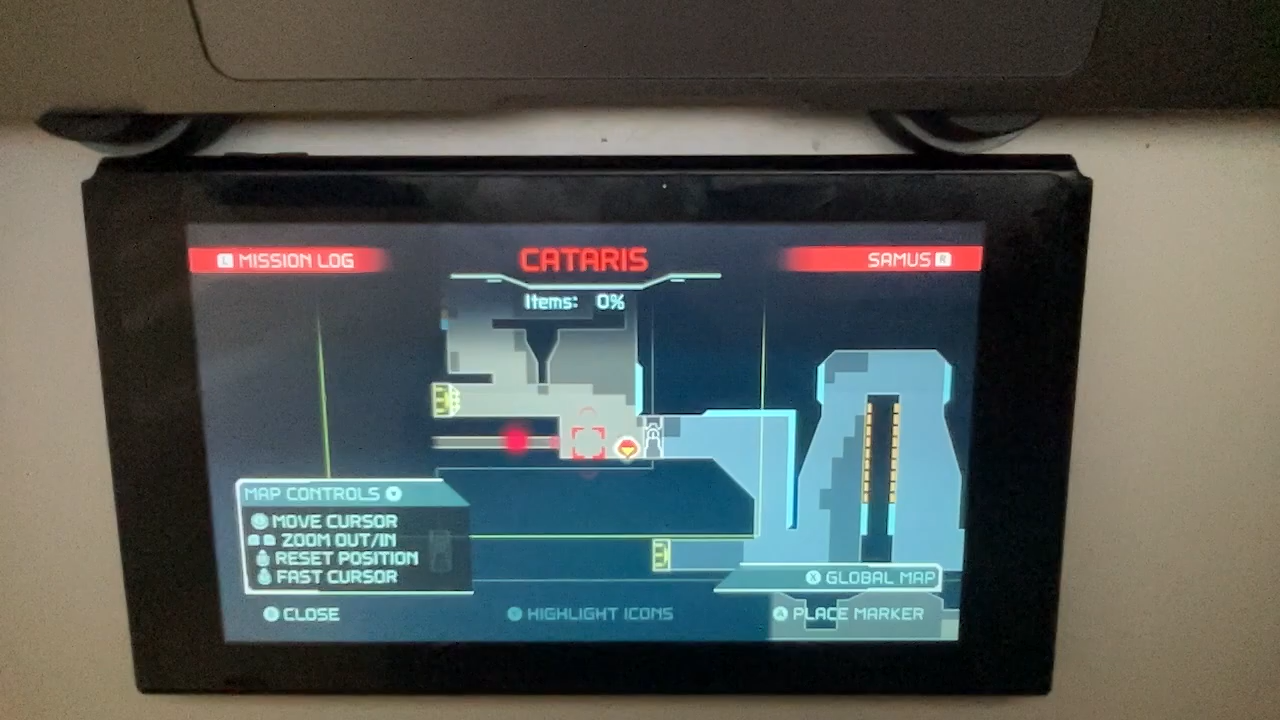 L MISSION LOG
CATARIS
SAMUS R
Items: 0%
MAP CONTROLS
MOVE CURSOR
ZOOM OUT/IN
RESET POSITION
FAST CURSOR
X GLOBAL MAP
CLOSE
HIGHLIGHT ICONS
A PLACE MARKER